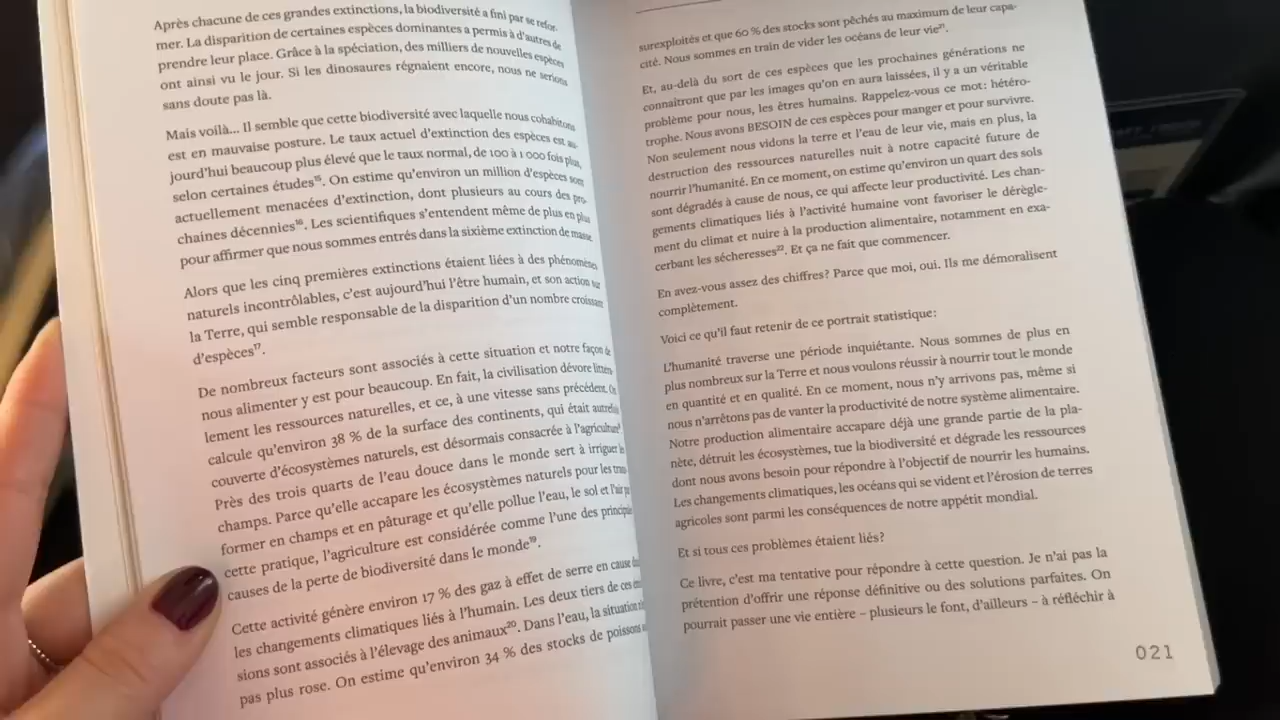 Après chacune de ces grandes extinctions, la biodiversité a fini par se refor-
mer. La disparition de certaines espèces dominantes a permis à d'autres de
prendre leur place. Grâce à la spéciation, des milliers de nouvelles espèces
ont ainsi vu le jour. Si les dinosaures régnaient encore, nous ne serions
sans doute pas là.
Mais voilà... Il semble que cette biodiversité avec laquelle nous cohabitons
est en mauvaise posture. Le taux actuel d'extinction des espèces est au-
jourd'hui beaucoup plus élevé que le taux normal, de 100 à 1 000 fois plus,
selon certaines études¹⁵. On estime qu'environ un million d'espèces sont
actuellement menacées d'extinction, dont plusieurs au cours des pro-
chaines décennies¹⁶. Les scientifiques s'entendent même de plus en plus
pour affirmer que nous sommes entrés dans la sixième extinction de masse.
Alors que les cinq premières extinctions étaient liées à des phénomènes
naturels incontrôlables, c'est aujourd'hui l'être humain, et son action sur
la Terre, qui semble responsable de la disparition d'un nombre croissant
d'espèces¹⁷.
De nombreux facteurs sont associés à cette situation et notre façon de
nous alimenter y est pour beaucoup. En fait, la civilisation dévore littéra-
lement les ressources naturelles, et ce, à une vitesse sans précédent. On
calcule qu'environ 38 % de la surface des continents, qui était autrefois
couverte d'écosystèmes naturels, est désormais consacrée à l'agriculture
Près des trois quarts de l'eau douce dans le monde sert à irriguer les
champs. Parce qu'elle accapare les écosystèmes naturels pour les trans-
former en champs et en pâturage et qu'elle pollue l'eau, le sol et l'air
cette pratique, l'agriculture est considérée comme l'une des principales
causes de la perte de biodiversité dans le monde¹⁹.
Cette activité génère environ 17 % des gaz à effet de serre en cause dans
les changements climatiques liés à l'humain. Les deux tiers de ces
sions sont associés à l'élevage des animaux²⁰. Dans l'eau, la situation
pas plus rose. On estime qu'environ 34 % des stocks de poissons
surexploités et que 60 % des stocks sont pêchés au maximum de leur capa-
cité. Nous sommes en train de vider les océans de leur vie²¹.
Et, au-delà du sort de ces espèces que les prochaines générations ne
connaîtront que par les images qu'on en aura laissées, il y a un véritable
problème pour nous, les êtres humains. Rappelez-vous ce mot: hétéro-
trophe. Nous avons BESOIN de ces espèces pour manger et pour survivre.
Non seulement nous vidons la terre et l'eau de leur vie, mais en plus, la
destruction des ressources naturelles nuit à notre capacité future de
nourrir l'humanité. En ce moment, on estime qu'environ un quart des sols
sont dégradés à cause de nous, ce qui affecte leur productivité. Les chan-
gements climatiques liés à l'activité humaine vont favoriser le dérègle-
ment du climat et nuire à la production alimentaire, notamment en exa-
cerbant les sécheresses²². Et ça ne fait que commencer.
En avez-vous assez des chiffres? Parce que moi, oui. Ils me démoralisent
complètement.
Voici ce qu'il faut retenir de ce portrait statistique:
L'humanité traverse une période inquiétante. Nous sommes de plus en
plus nombreux sur la Terre et nous voulons réussir à nourrir tout le monde
en quantité et en qualité. En ce moment, nous n'y arrivons pas, même si
nous n'arrêtons pas de vanter la productivité de notre système alimentaire.
Notre production alimentaire accapare déjà une grande partie de la pla-
nète, détruit les écosystèmes, tue la biodiversité et dégrade les ressources
dont nous avons besoin pour répondre à l'objectif de nourrir les humains.
Les changements climatiques, les océans qui se vident et l'érosion de terres
agricoles sont parmi les conséquences de notre appétit mondial.
Et si tous ces problèmes étaient liés?
Ce livre, c'est ma tentative pour répondre à cette question. Je n'ai pas la
prétention d'offrir une réponse définitive ou des solutions parfaites. On
pourrait passer une vie entière – plusieurs le font, d'ailleurs – à réfléchir à
021